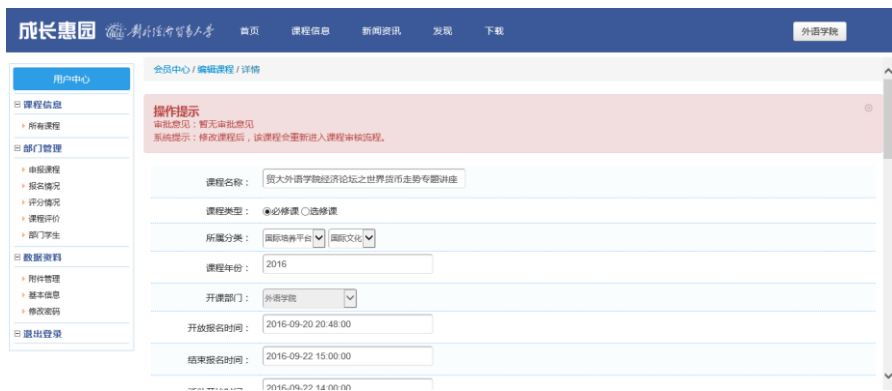 成长惠园 对外经济贸易大学 首页 课程信息 新闻资讯 发现 下载 外语学院
用户中心
课程信息
所有课程
部门管理
申报课程
报名情况
评分情况
课程评价
部门学生
数据资料
附件管理
基本信息
修改密码
退出登录
会员中心 / 编辑课程 / 详情
操作提示
审批意见：暂无审批意见
系统提示：修改课程后，该课程会重新进入课程审核流程。
课程名称： 贸大外语学院经济论坛之世界货币走势专题讲座
课程类型： 必修课 选修课
所属分类： 国际培养平台 国际文化
课程年份： 2016
开课部门： 外语学院
开放报名时间： 2016-09-20 20:48:00
结束报名时间： 2016-09-22 15:00:00
2016-09-22 14:00:00